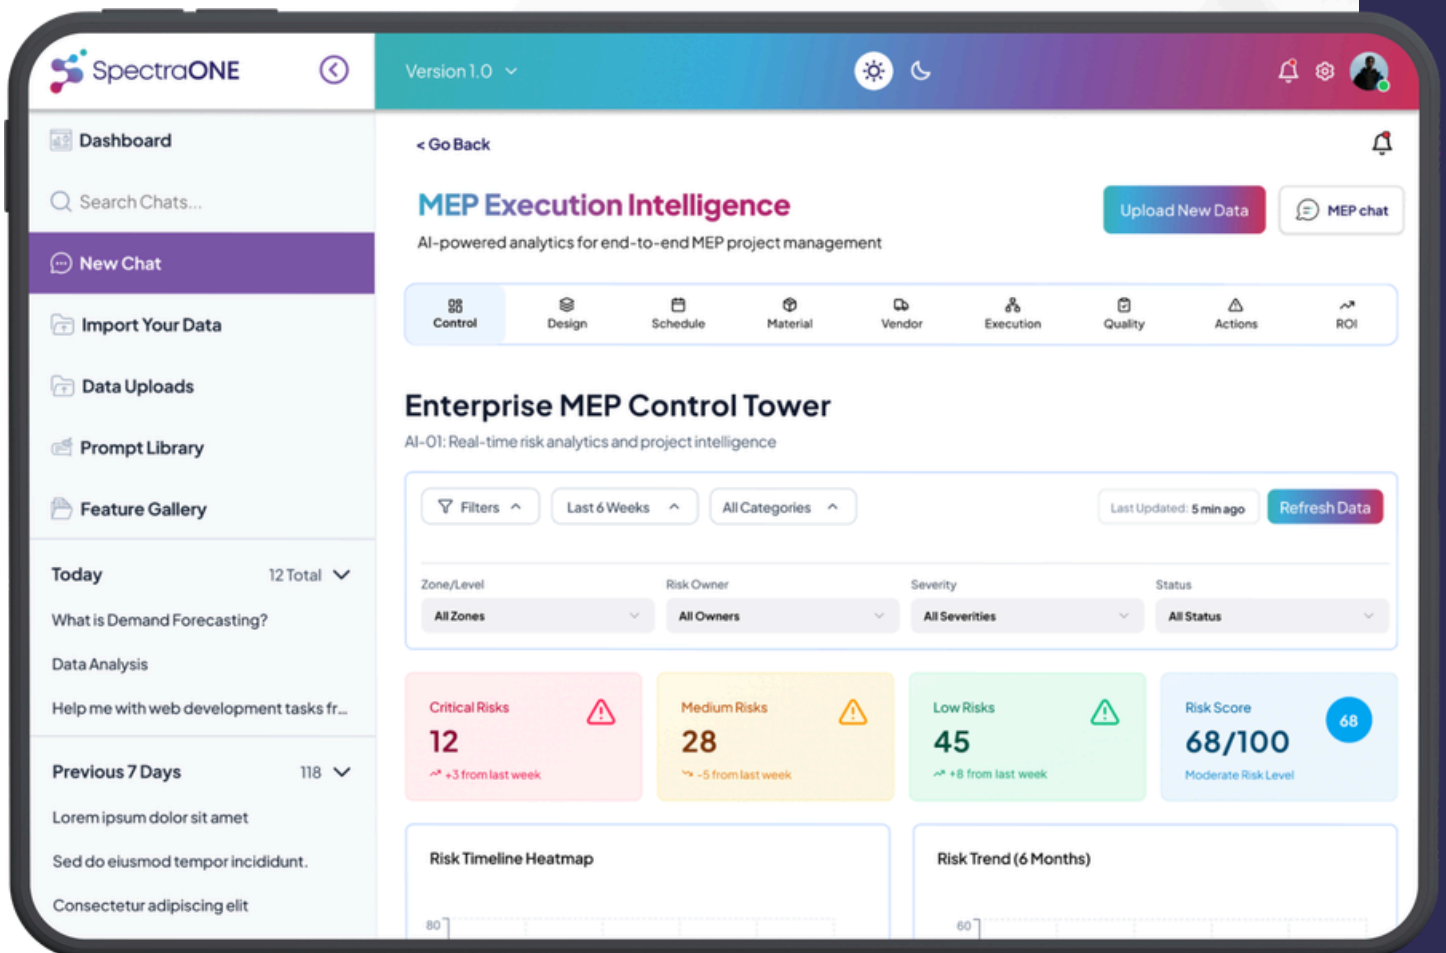 SpectraONE
Version 1.0
Dashboard
Search Chats...
New Chat
Import Your Data
Data Uploads
Prompt Library
Feature Gallery
Today 12 Total
What is Demand Forecasting?
Data Analysis
Help me with web development tasks fr...
Previous 7 Days 118
Lorem ipsum dolor sit amet
Sed do eiusmod tempor incididunt.
Consectetur adipiscing elit
< Go Back
MEP Execution Intelligence
AI-powered analytics for end-to-end MEP project management
Upload New Data
MEP chat
Control Design Schedule Material Vendor Execution Quality Actions ROI
Enterprise MEP Control Tower
AI-01: Real-time risk analytics and project intelligence
Filters Last 6 Weeks All Categories Last Updated: 5 min ago Refresh Data
Zone/Level Risk Owner Severity Status
All Zones All Owners All Severities All Status
Critical Risks
12
+3 from last week
Medium Risks
28
-5 from last week
Low Risks
45
+8 from last week
Risk Score
68/100
Moderate Risk Level
68
Risk Timeline Heatmap
80
Risk Trend (6 Months)
60